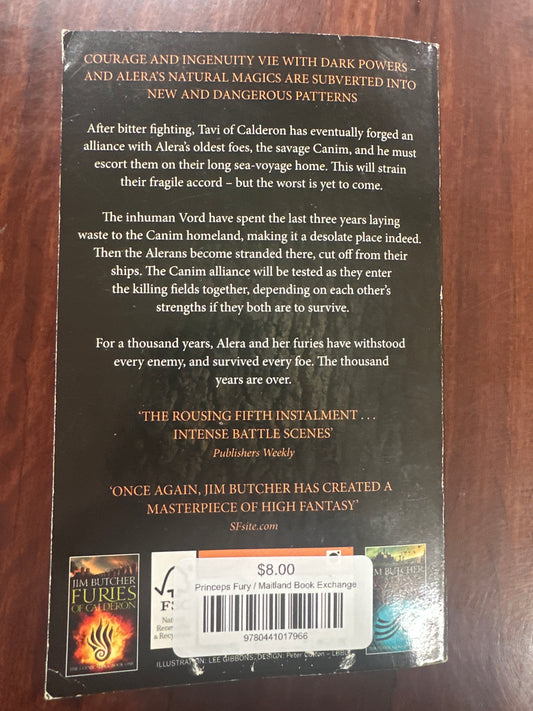 COURAGE AND INGENUITY VIE WITH DARK POWERS –
AND ALERA'S NATURAL MAGICS ARE SUBVERTED INTO
NEW AND DANGEROUS PATTERNS
After bitter fighting, Tavi of Calderon has eventually forged an
alliance with Alera's oldest foes, the savage Canim, and he must
escort them on their long sea-voyage home. This will strain
their fragile accord – but the worst is yet to come.
The inhuman Vord have spent the last three years laying
waste to the Canim homeland, making it a desolate place indeed.
Then the Alerans become stranded there, cut off from their
ships. The Canim alliance will be tested as they enter
the killing fields together, depending on each other's
strengths if they both are to survive.
For a thousand years, Alera and her furies have withstood
every enemy, and survived every foe. The thousand
years are over.
'THE ROUSING FIFTH INSTALMENT . . .
INTENSE BATTLE SCENES'
Publishers Weekly
'ONCE AGAIN, JIM BUTCHER HAS CREATED A
MASTERPIECE OF HIGH FANTASY'
SFsite.com
JIM BUTCHER
FURIES
OF CALDERON
$8.00
Princeps Fury / Maitland Book Exchange
9780441017966
JIM BUTCHER
ILLUSTRATION: LEE GIBBONS. DESIGN: Peter